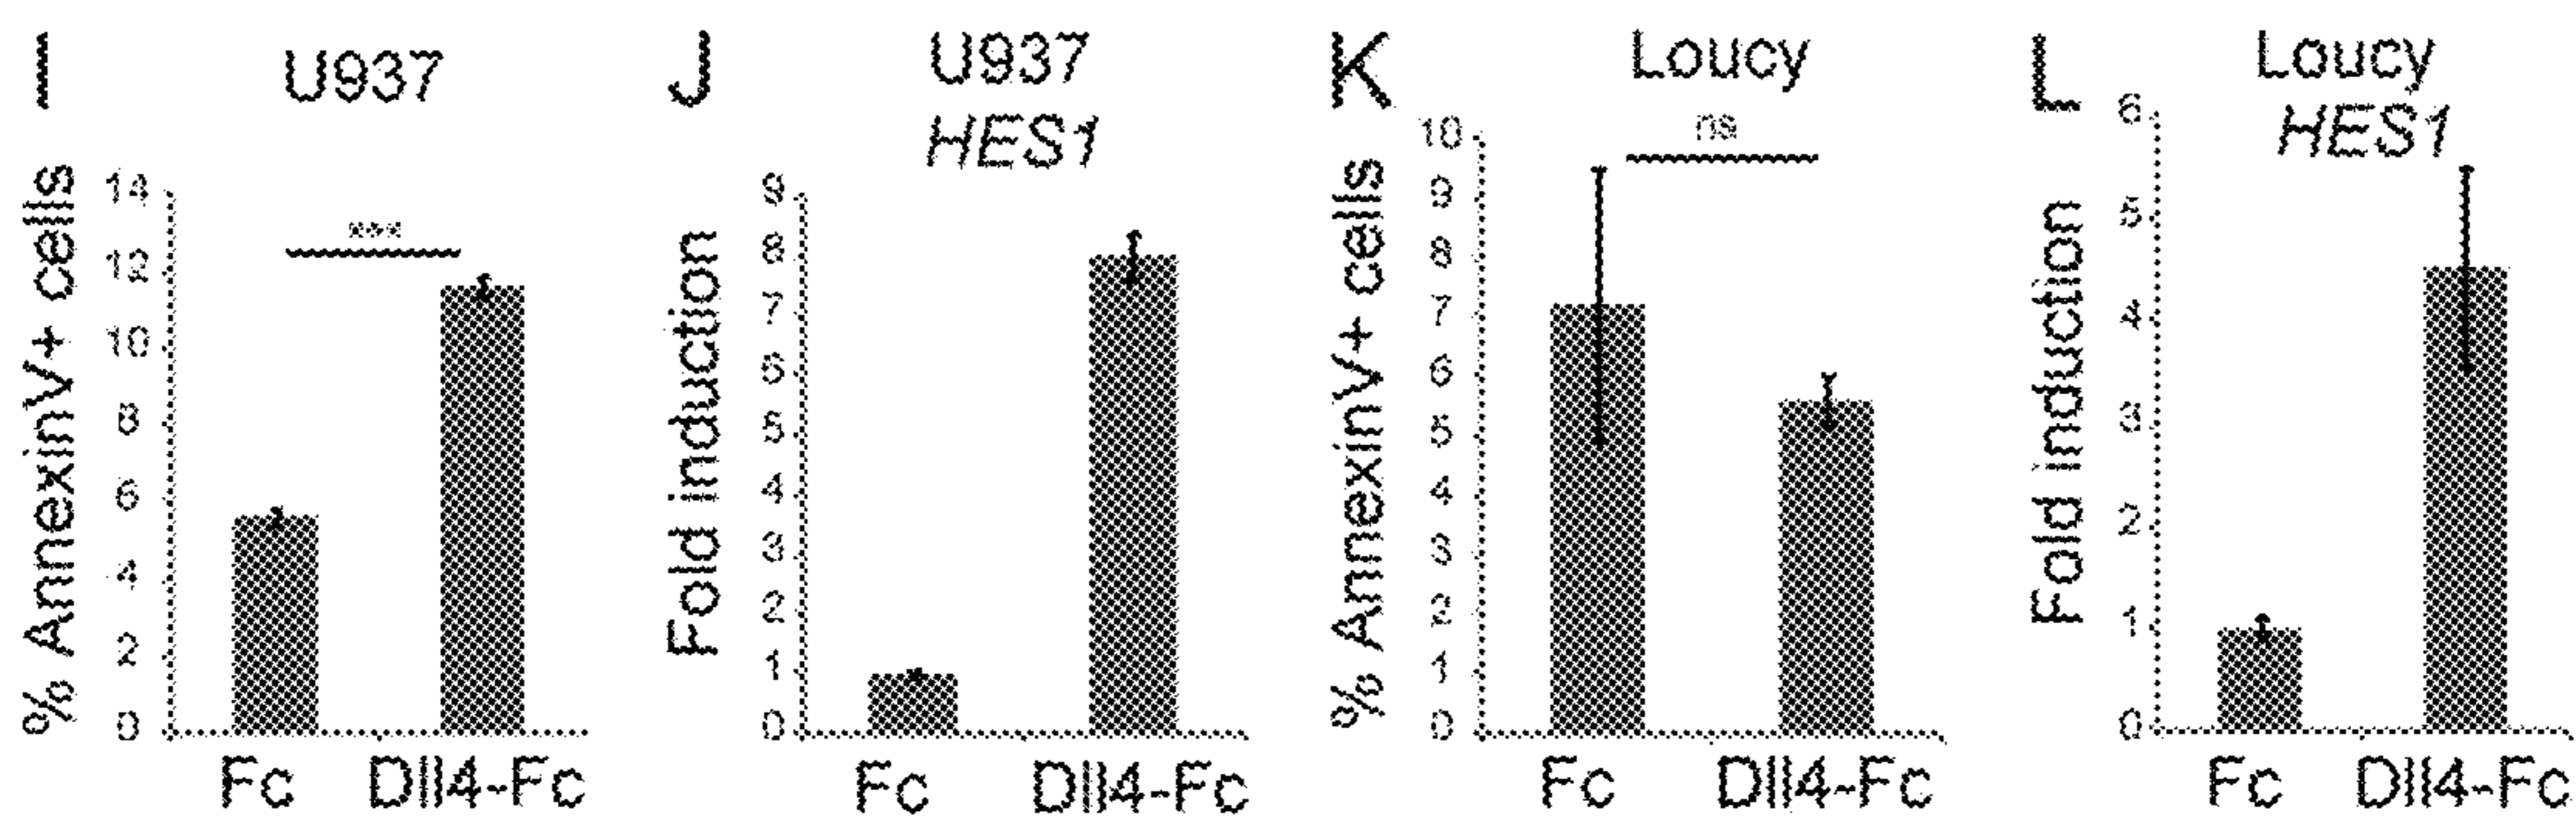 I
U937
% AnnexinV+ cells
14
12
10
8
6
4
2
0
***
Fc
Dll4-Fc
J
U937
HES1
Fold induction
9
8
7
6
5
4
3
2
1
0
Fc
Dll4-Fc
K
Loucy
% AnnexinV+ cells
10
9
8
7
6
5
4
3
2
1
0
ns
Fc
Dll4-Fc
L
Loucy
HES1
Fold induction
6
5
4
3
2
1
0
Fc
Dll4-Fc